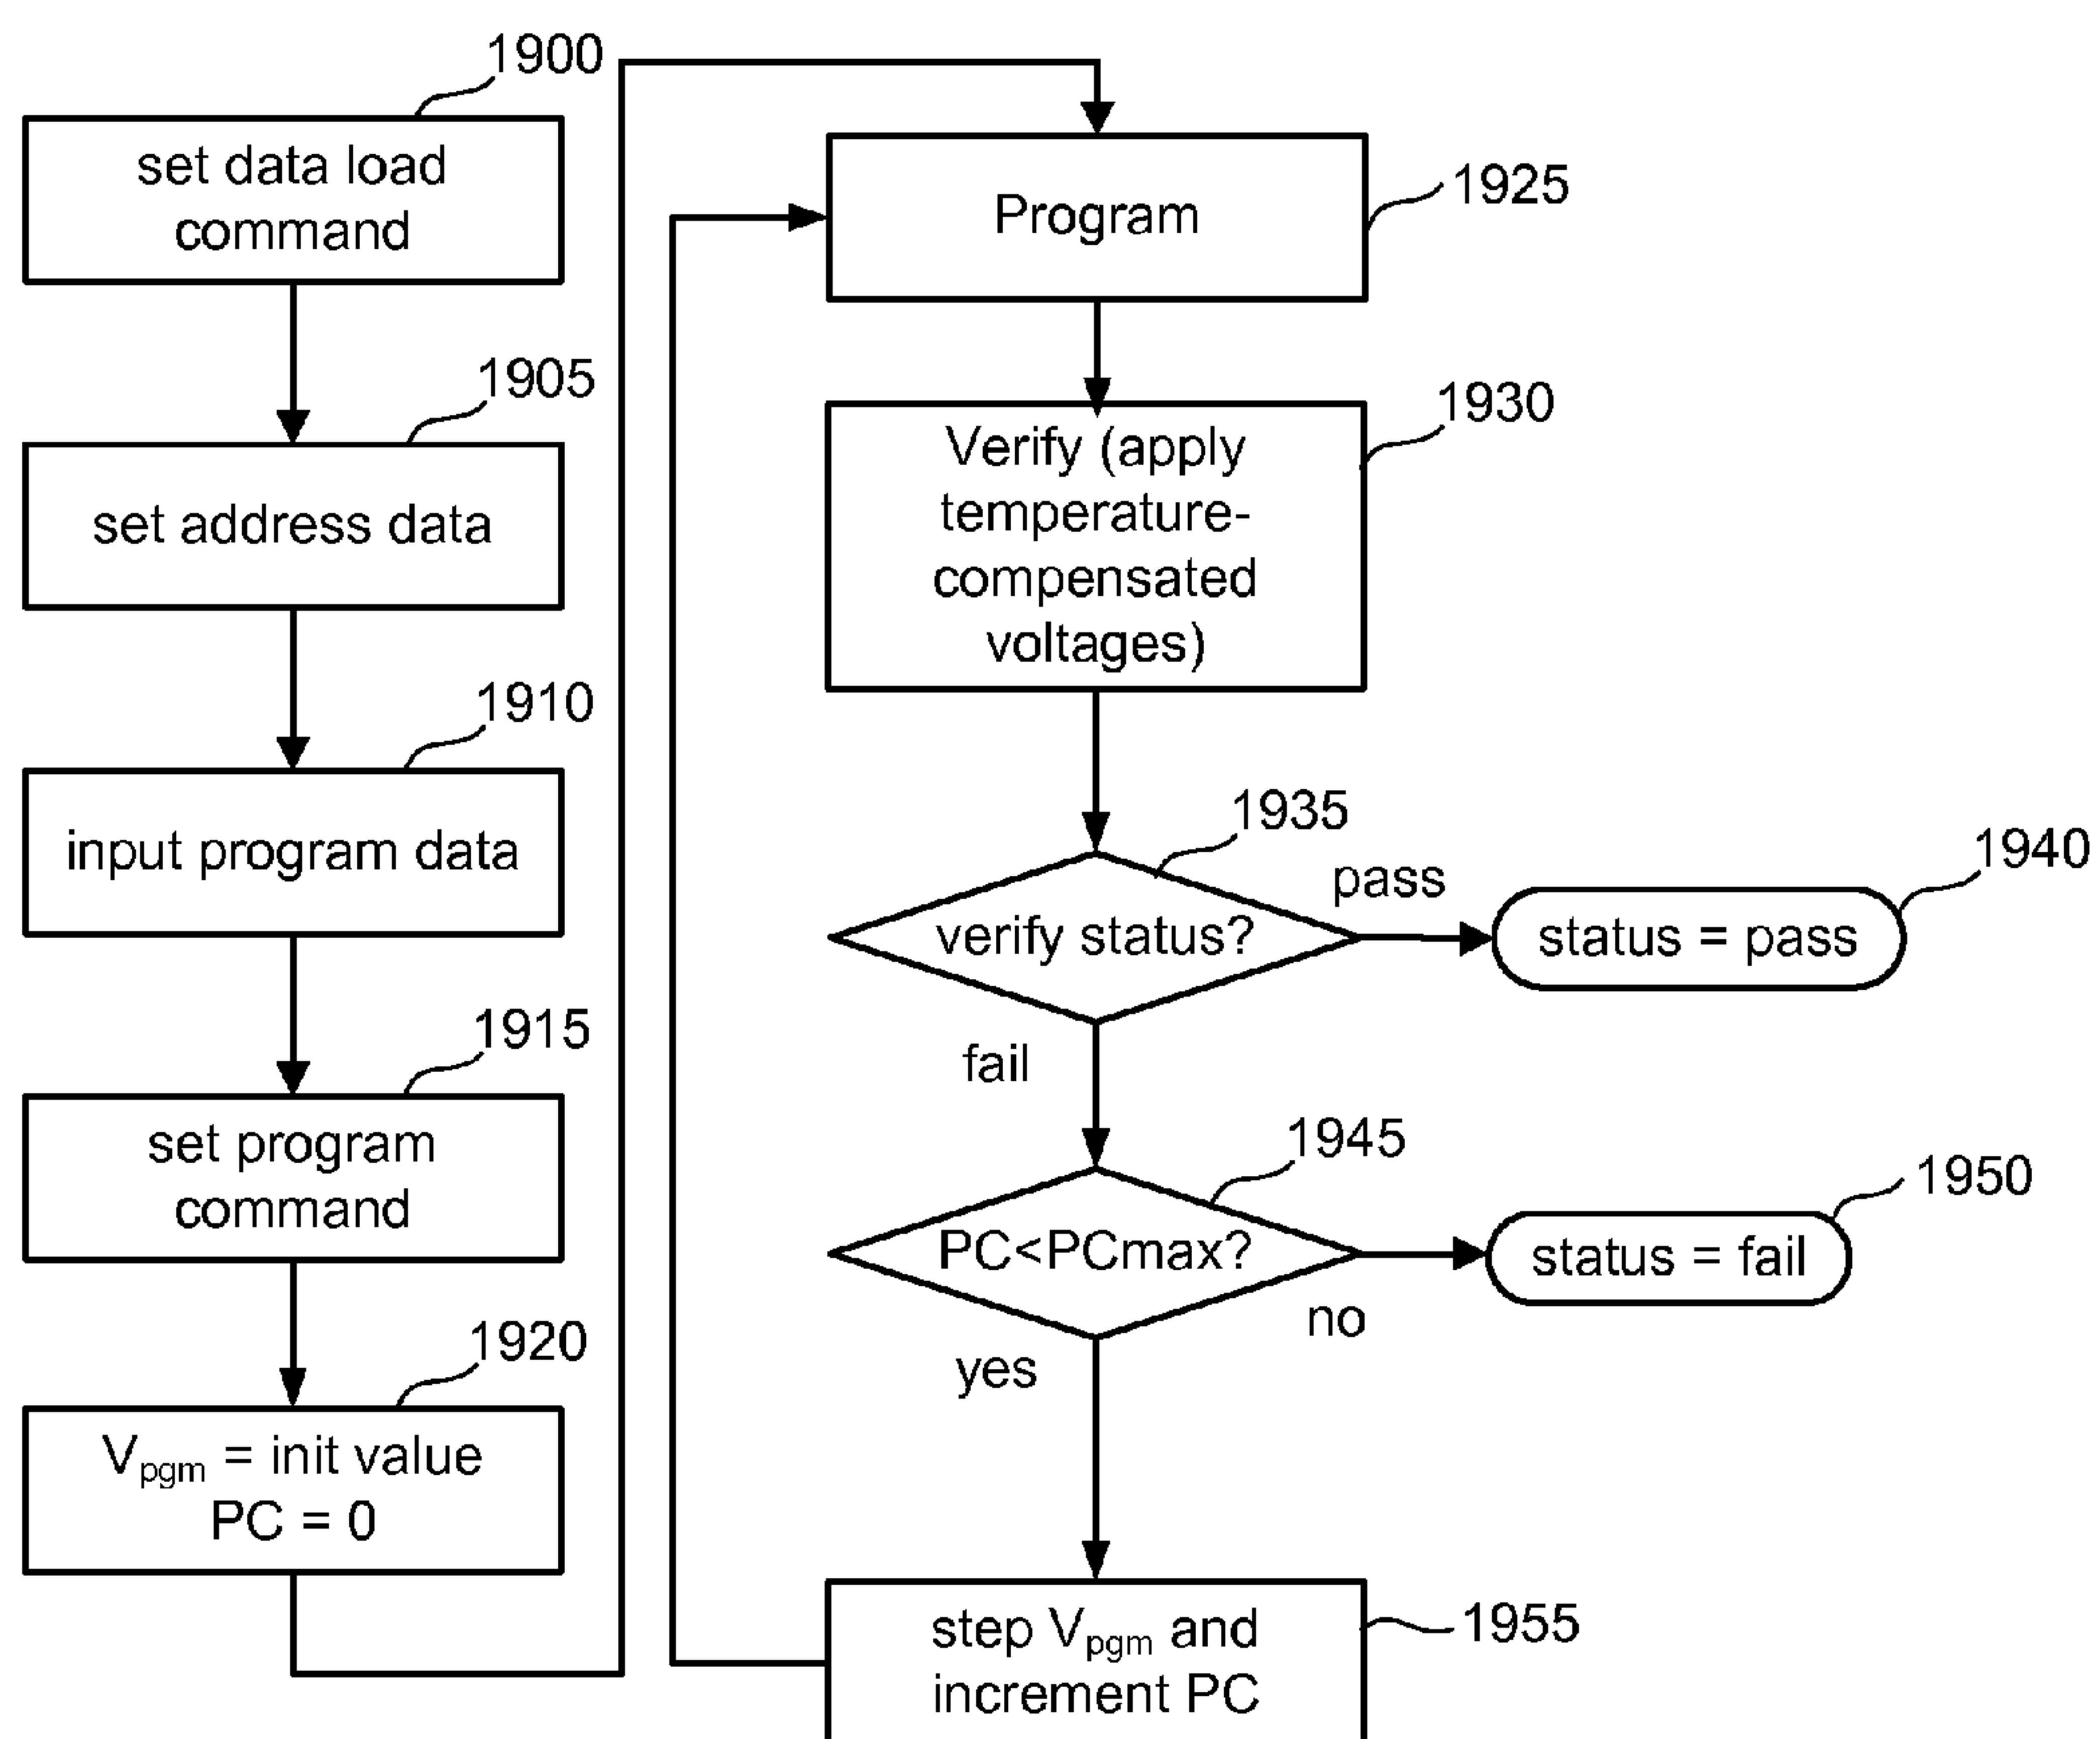 1900
set data load
command
1905
set address data
1910
input program data
1915
set program
command
1920
Vpgm = init value
PC = 0
Program
1925
1930
Verify (apply
temperature-
compensated
voltages)
1935
verify status?
pass
1940
status = pass
fail
1945
PC<PCmax?
no
1950
status = fail
yes
step Vpgm and
increment PC
1955